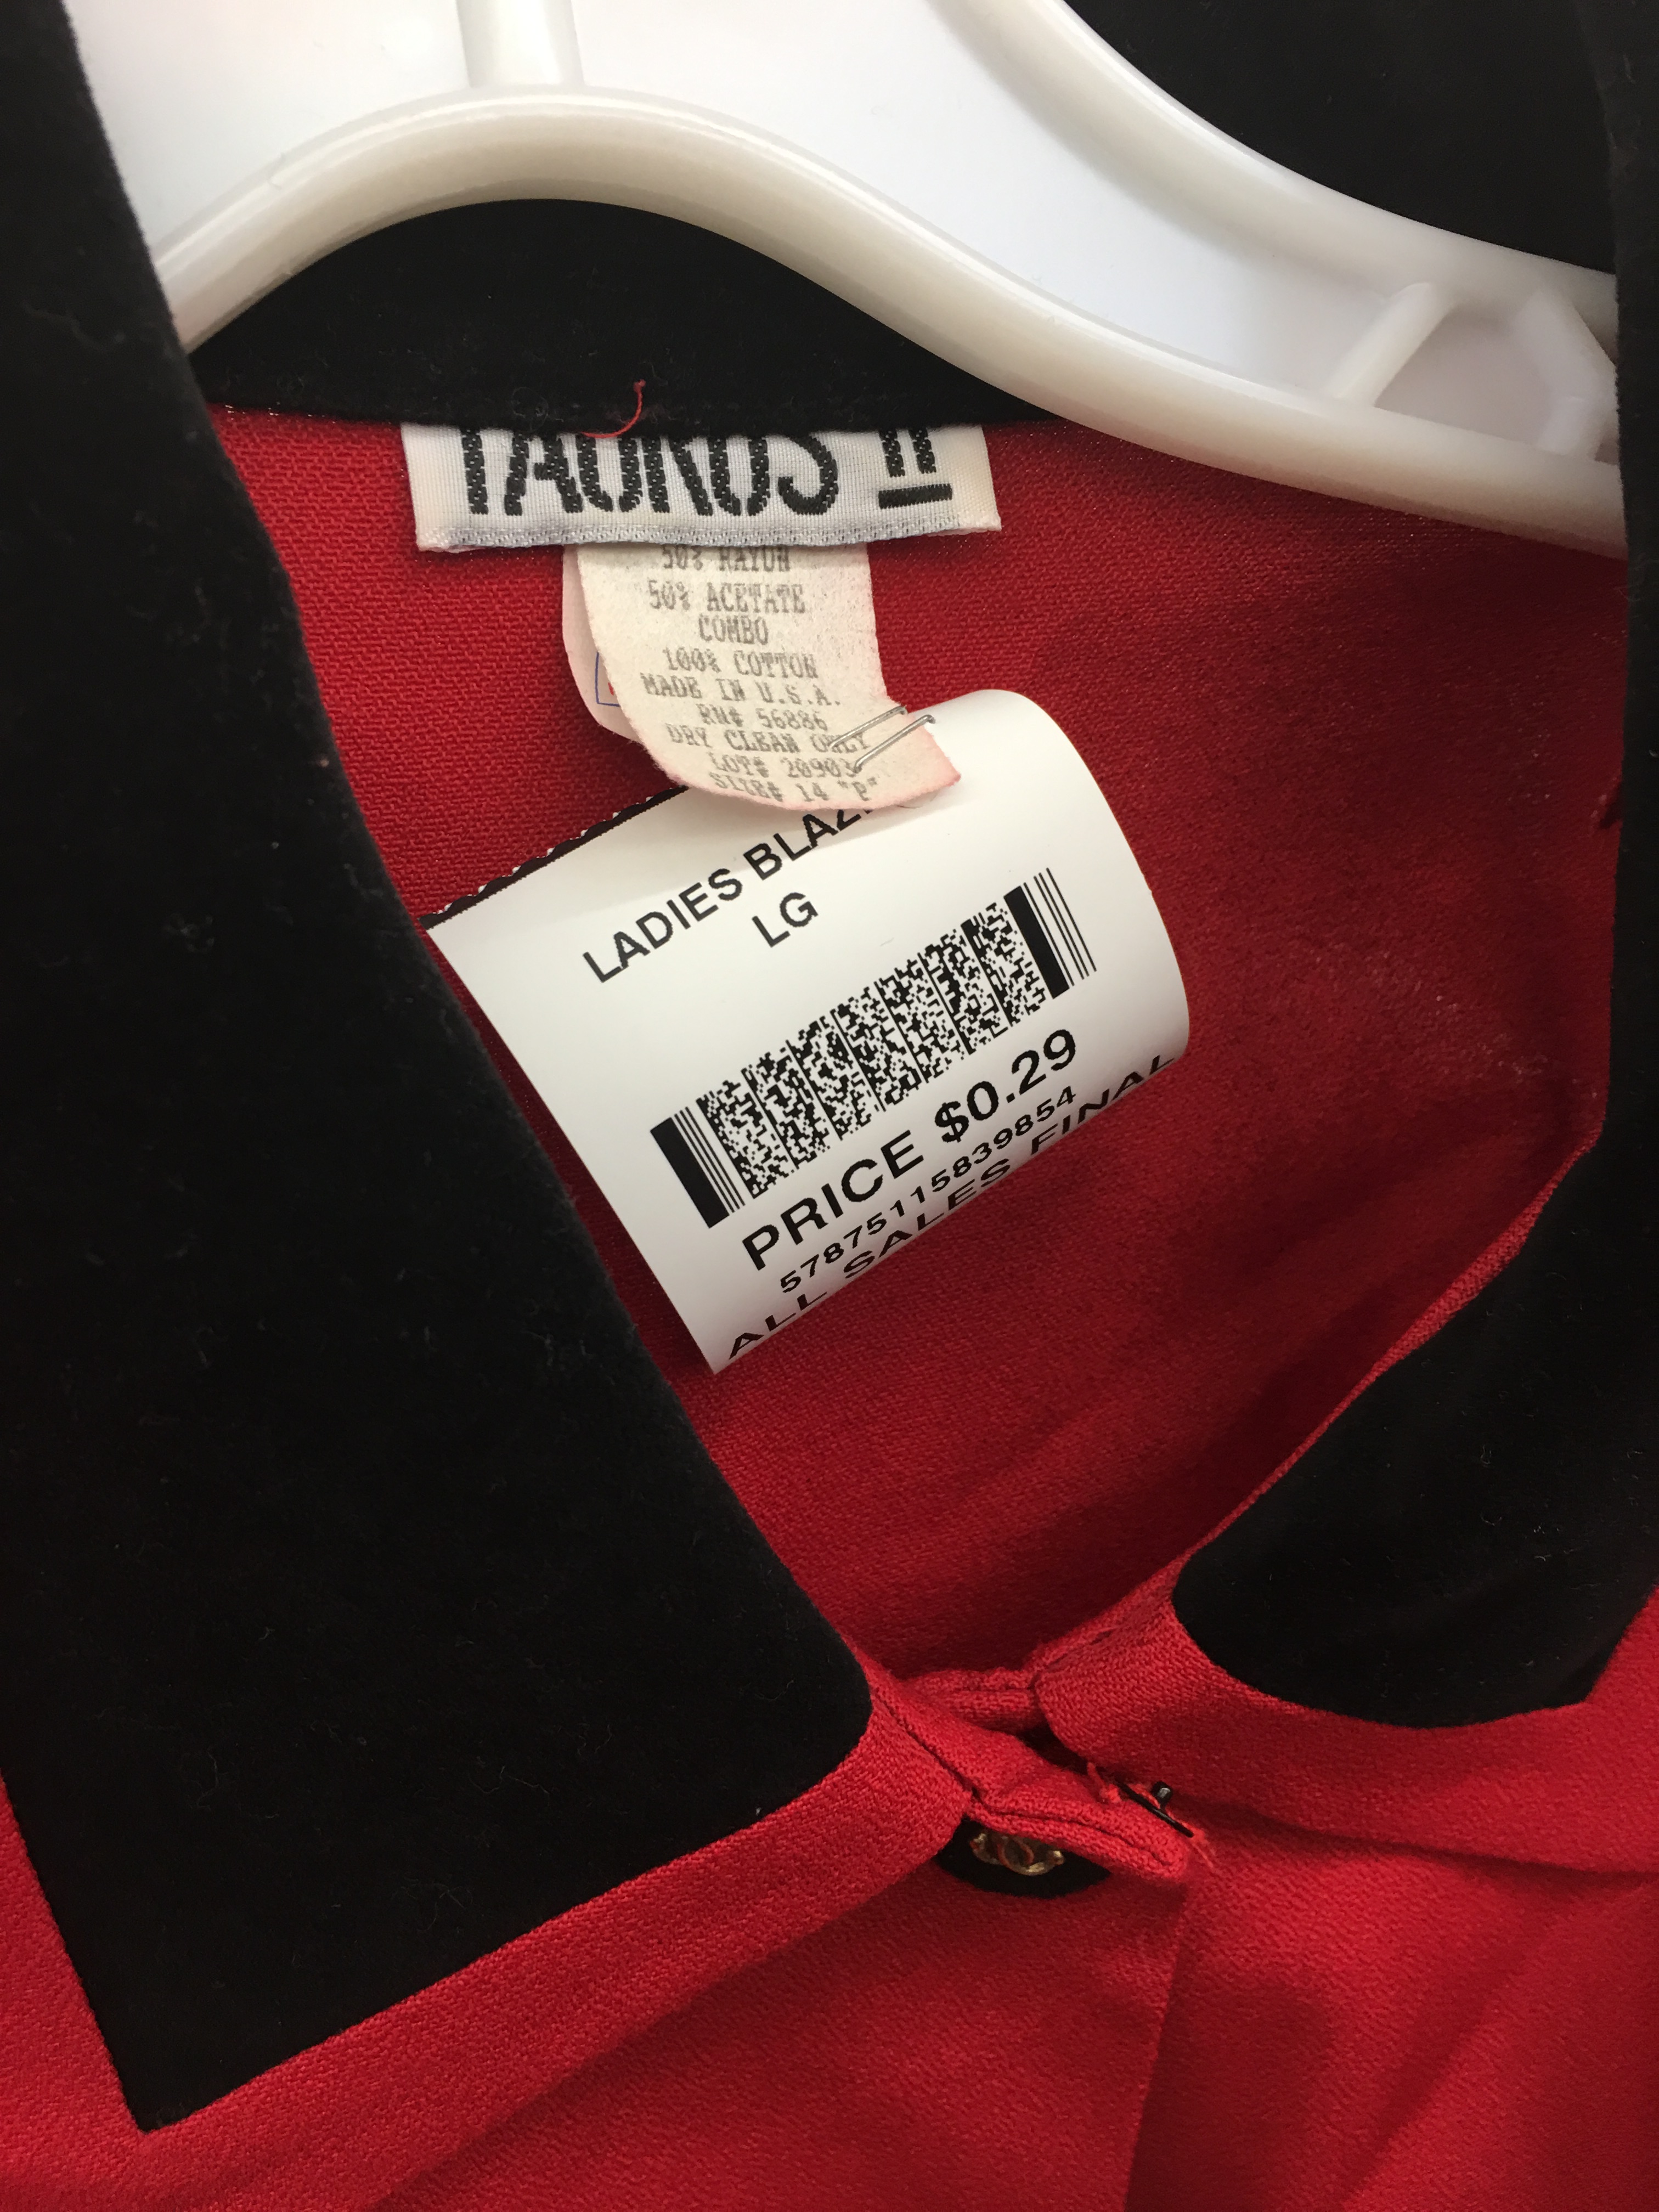 TAURUS II
50% RAYON
50% ACETATE
COMBO
100% COTTON
MADE IN U.S.A.
RN# 56886
DRY CLEAN ONLY
LOT# 20903
SIZE# 14 "P"
LADIES BLAZ
LG
PRICE $0.29
57875115839854
ALL SALES FINAL